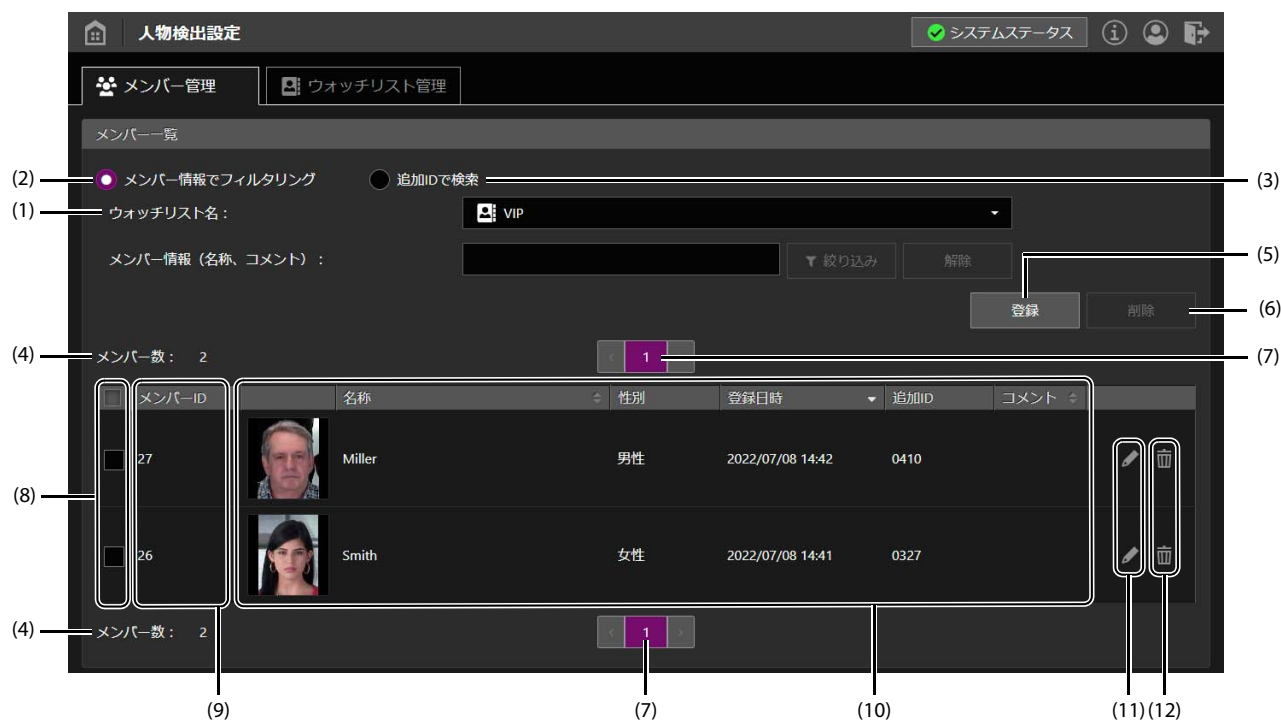 人物検出設定 システムステータス
メンバー管理 ウォッチリスト管理
メンバー一覧
(2) メンバー情報でフィルタリング 追加IDで検索 (3)
(1) ウォッチリスト名： VIP
メンバー情報（名称、コメント）： 絞り込み 解除 (5)
登録 削除 (6)
(4) メンバー数： 2 < 1 (7)
メンバーID 名称 性別 登録日時 追加ID コメント
27 Miller 男性 2022/07/08 14:42 0410
(8)
26 Smith 女性 2022/07/08 14:41 0327
(4) メンバー数： 2 < 1 >
(9) (7) (10) (11) (12)